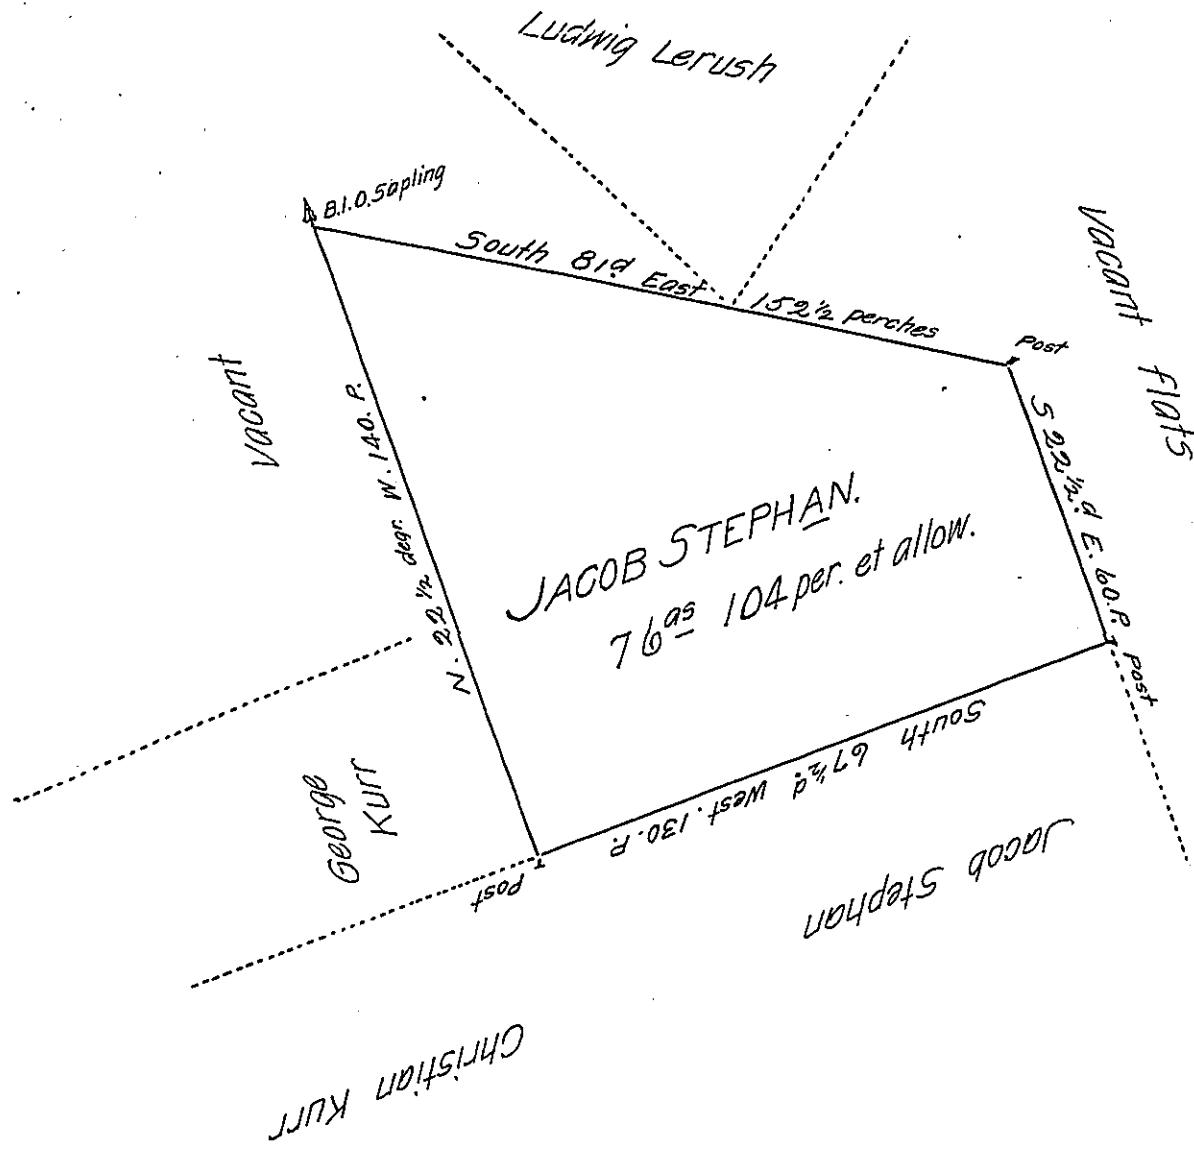 Ludwig Lerush
B.I.O. Sapling
South 81d East 152½ perches
Post
Vacant flats
Vacant
N. 22½ degr. W. 140. P.
S 22½d E. 60. P.
JACOB STEPHAN.
76as 104 per. et allow.
Post
South 67½d West. 130. P.
George
Kurr
Post
Jacob Stephan
Christian Kurr